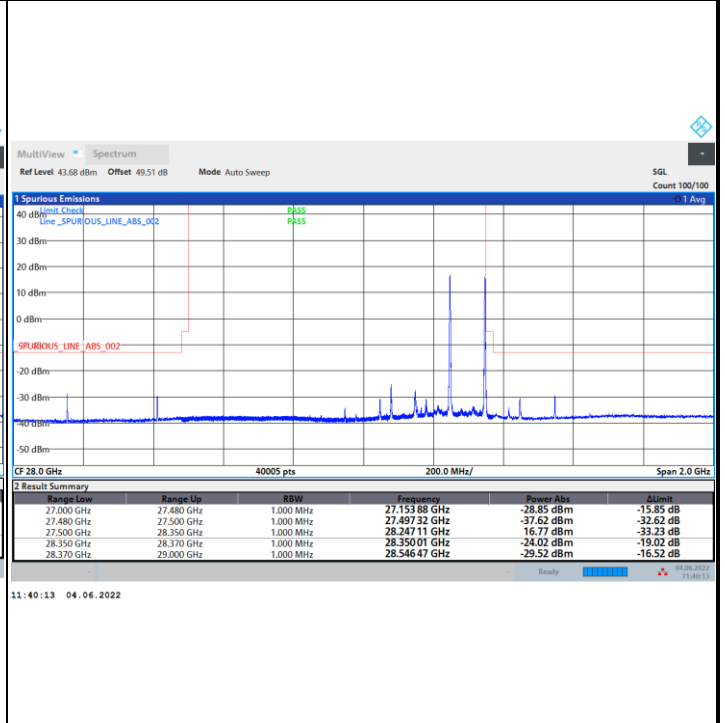 MultiView Spectrum
Ref Level 43.68 dBm Offset 49.51 dB Mode Auto Sweep SGL
Count 100/100
1 Spurious Emissions 1 Avg
40 dBm Limit Check PASS
Line _SPURIOUS_LINE_ABS_002 PASS
30 dBm
20 dBm
10 dBm
0 dBm
_SPURIOUS_LINE_ABS_002
-20 dBm
-30 dBm
-40 dBm
-50 dBm
CF 28.0 GHz 40005 pts 200.0 MHz/ Span 2.0 GHz
2 Result Summary
Range Low Range Up RBW Frequency Power Abs ΔLimit
27.000 GHz 27.480 GHz 1.000 MHz 27.153 88 GHz -28.85 dBm -15.85 dB
27.480 GHz 27.500 GHz 1.000 MHz 27.497 32 GHz -37.62 dBm -32.62 dB
27.500 GHz 28.350 GHz 1.000 MHz 28.247 11 GHz 16.77 dBm -33.23 dB
28.350 GHz 28.370 GHz 1.000 MHz 28.350 01 GHz -24.02 dBm -19.02 dB
28.370 GHz 29.000 GHz 1.000 MHz 28.546 47 GHz -29.52 dBm -16.52 dB
Ready 04.06.2022
11:40:13
11:40:13 04.06.2022